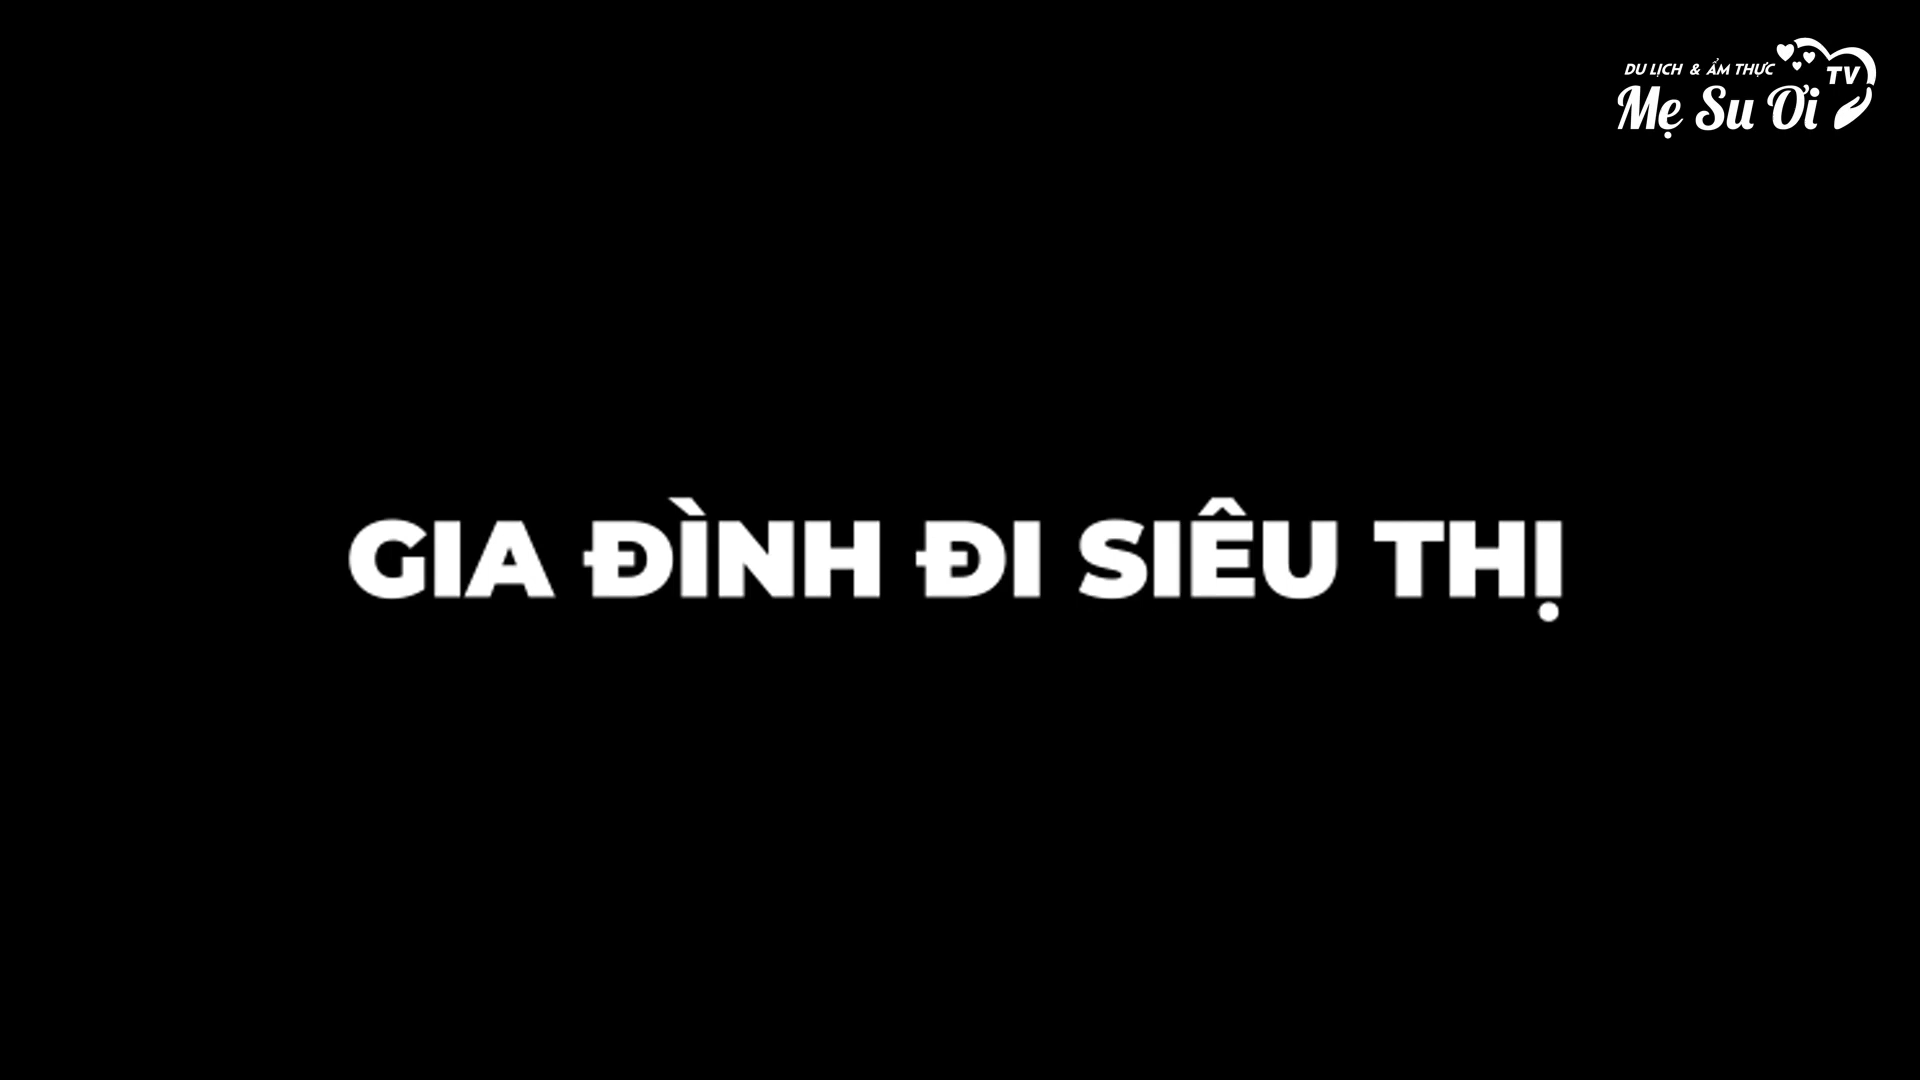 DU LỊCH & ẨM THỰC
TV
Mẹ Su Ơi
GIA ĐÌNH ĐI SIÊU THỊ